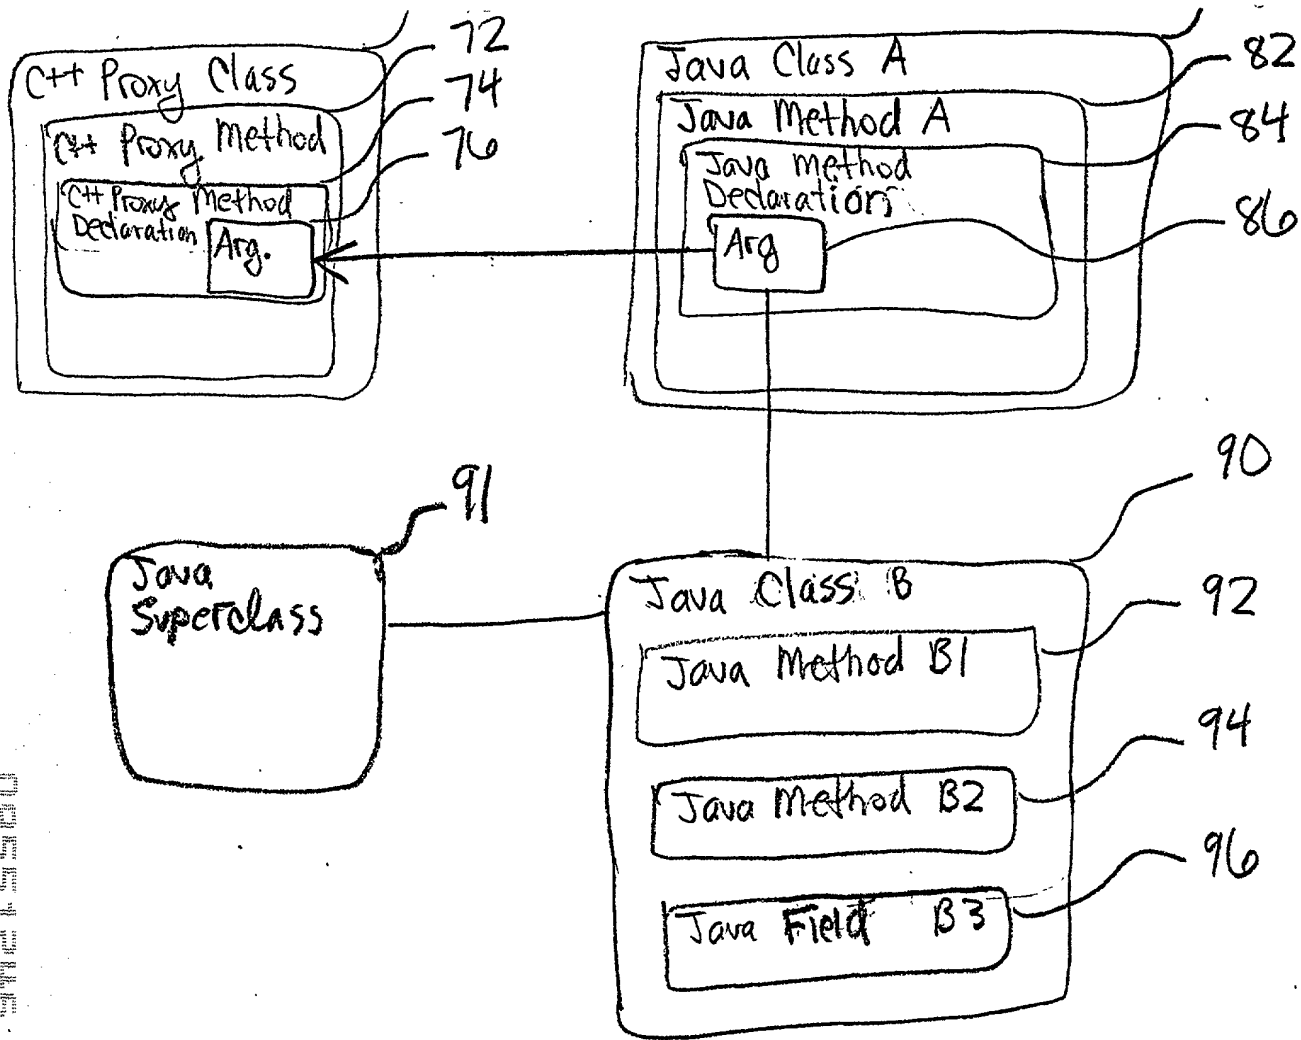 C++ Proxy Class
72
C++ Proxy Method
74
C++ Proxy Method
Declaration
76
Arg.
Java Class A
82
Java Method A
84
Java Method
Declaration
86
Arg
91
Java
Superclass
90
Java Class B
92
Java Method B1
94
Java Method B2
96
Java Field B3